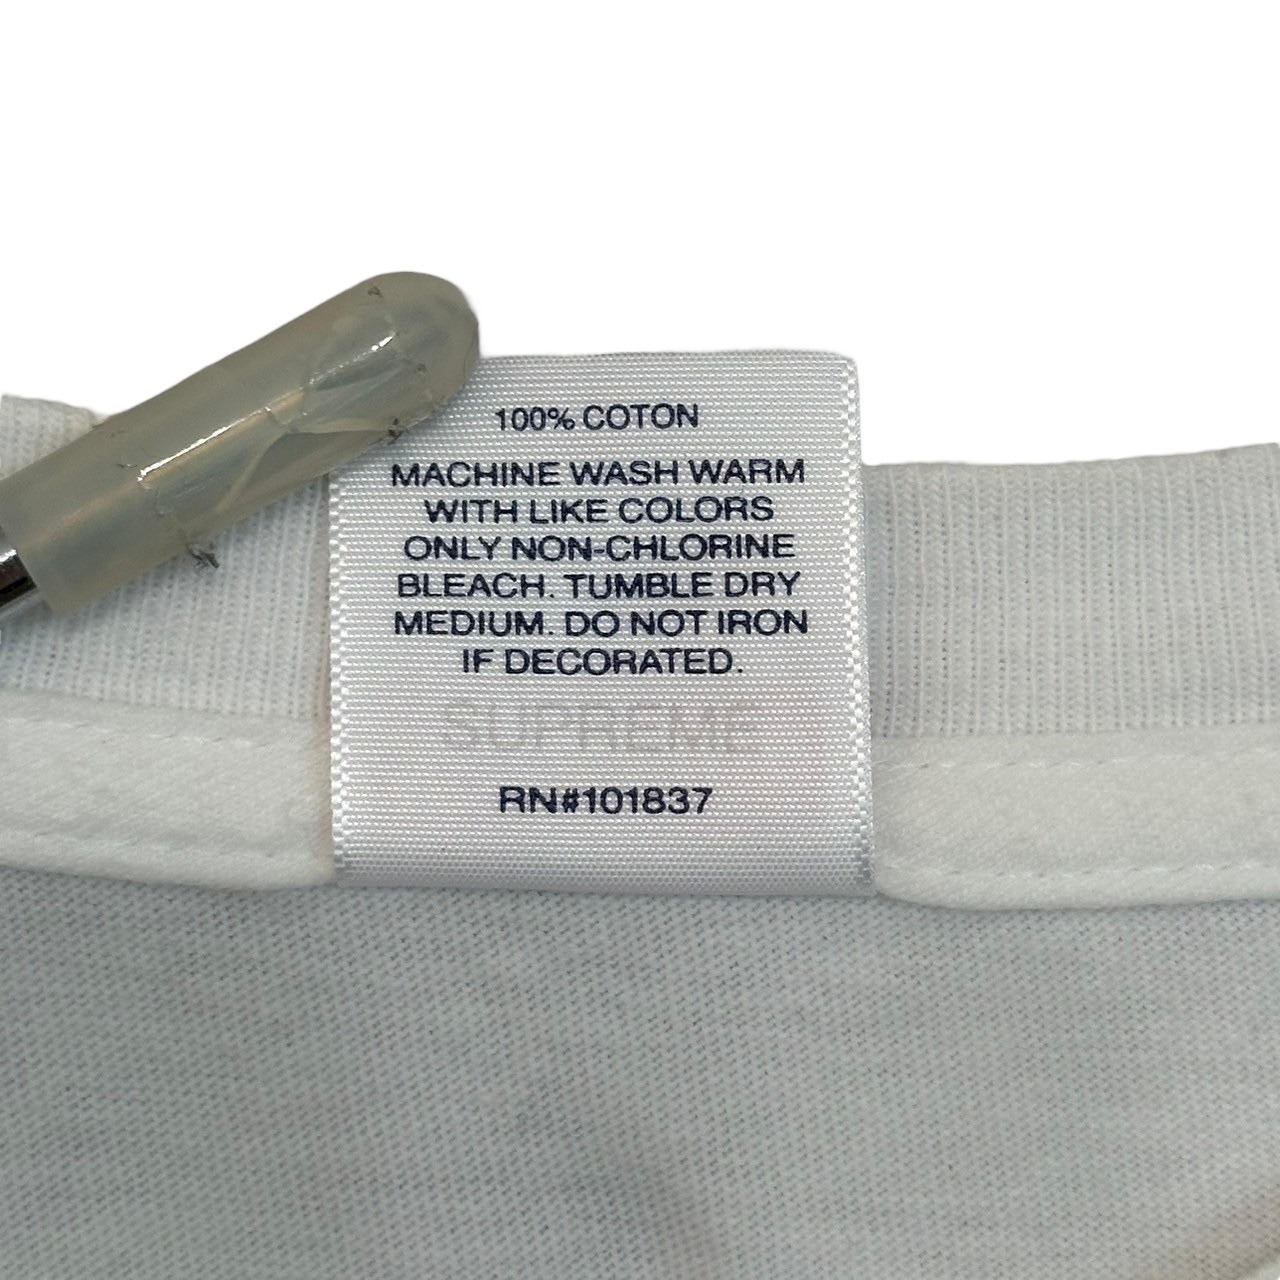 100% COTON
MACHINE WASH WARM
WITH LIKE COLORS
ONLY NON-CHLORINE
BLEACH. TUMBLE DRY
MEDIUM. DO NOT IRON
IF DECORATED.
SUPREME
RN#101837